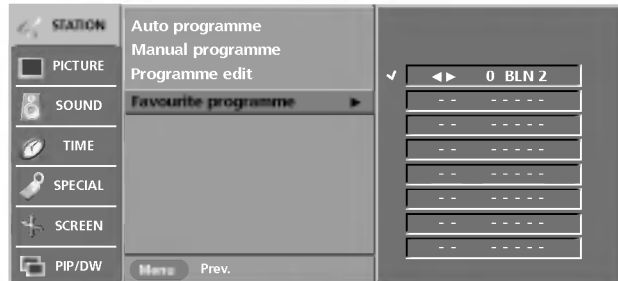 STATION
PICTURE
SOUND
TIME
SPECIAL
SCREEN
PIP/DW
Auto programme
Manual programme
Programme edit
Favourite programme ►
Menu Prev.
✔ ◄► 0 BLN 2
- - - - - - -
- - - - - - -
- - - - - - -
- - - - - - -
- - - - - - -
- - - - - - -
- - - - - - -